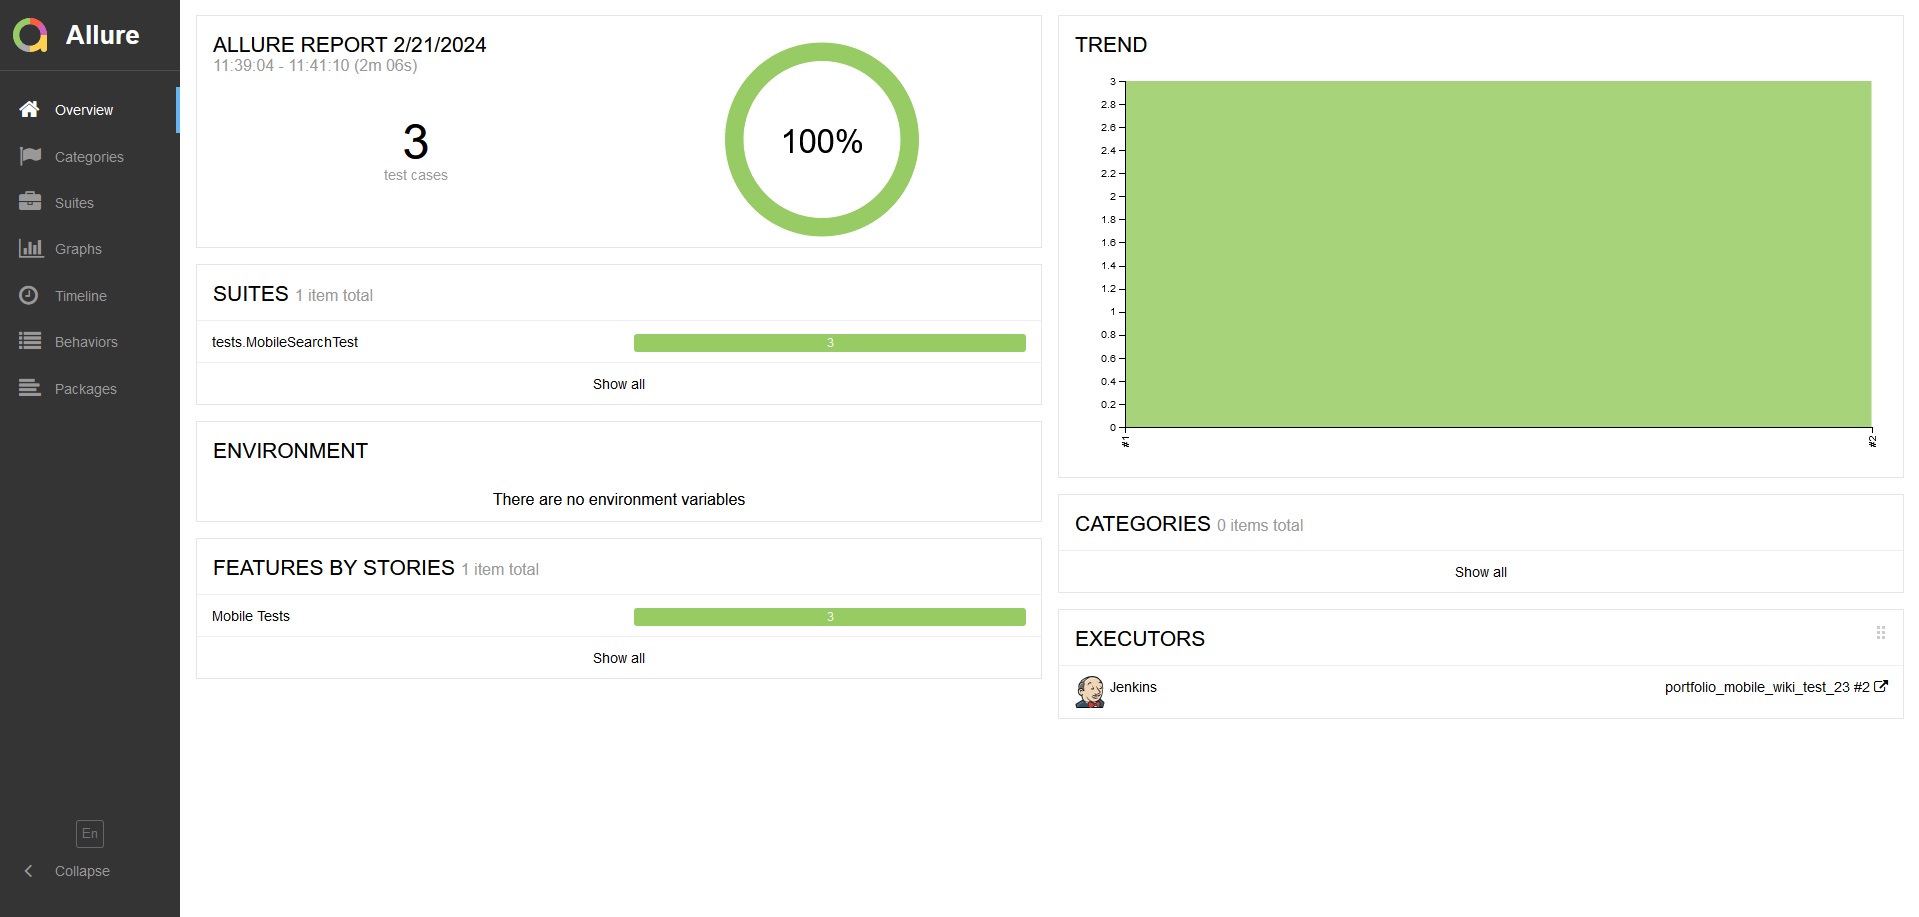 Allure
Overview
Categories
Suites
Graphs
Timeline
Behaviors
Packages
En
Collapse
ALLURE REPORT 2/21/2024
11:39:04 - 11:41:10 (2m 06s)
3
test cases
100%
SUITES 1 item total
tests.MobileSearchTest 3
Show all
ENVIRONMENT
There are no environment variables
FEATURES BY STORIES 1 item total
Mobile Tests 3
Show all
TREND
3
2.8
2.6
2.4
2.2
2
1.8
1.6
1.4
1.2
1
0.8
0.6
0.4
0.2
0
#1 #2
CATEGORIES 0 items total
Show all
EXECUTORS
Jenkins portfolio_mobile_wiki_test_23 #2